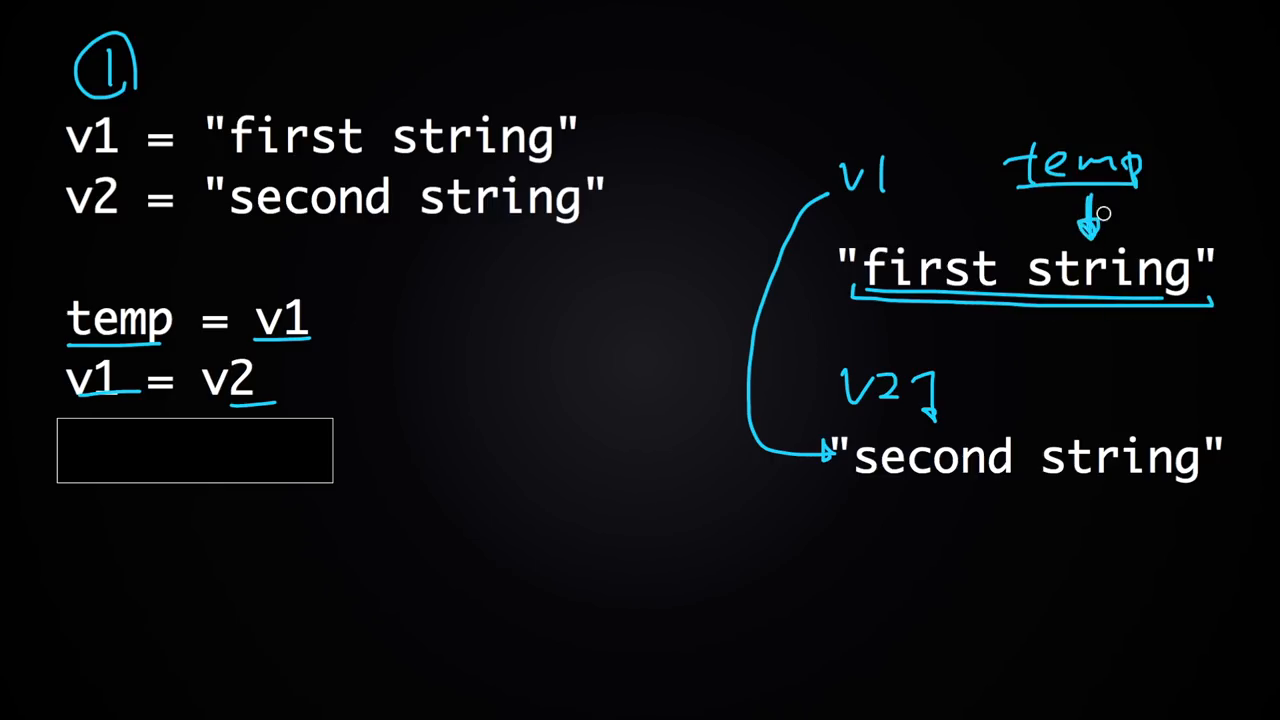 1
v1 = "first string"
v2 = "second string"
temp = v1
v1 = v2
v1
temp
"first string"
v2
"second string"